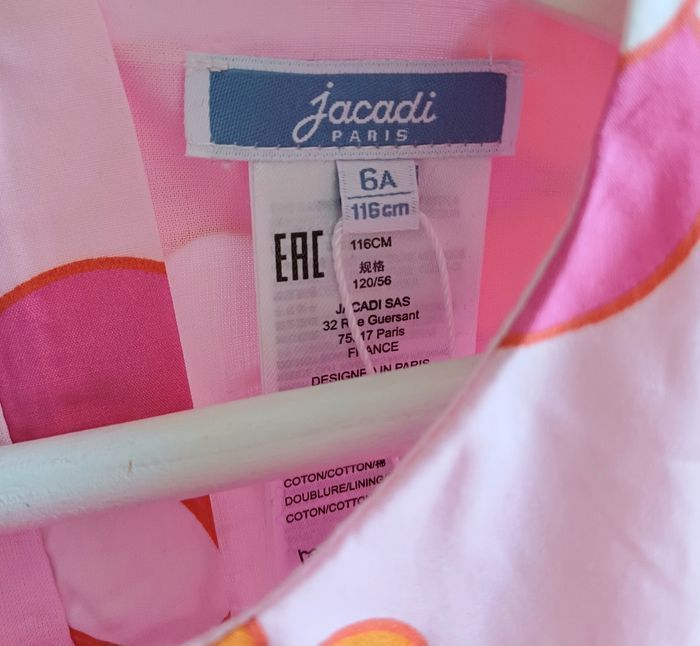 jacadi
PARIS
6A
116cm
EAC
116CM
规格
120/56
JACADI SAS
32 Rue Guersant
75017 Paris
FRANCE
DESIGNED IN PARIS
COTON/COTTON/棉
DOUBLURE/LINING/
COTON/COTTO